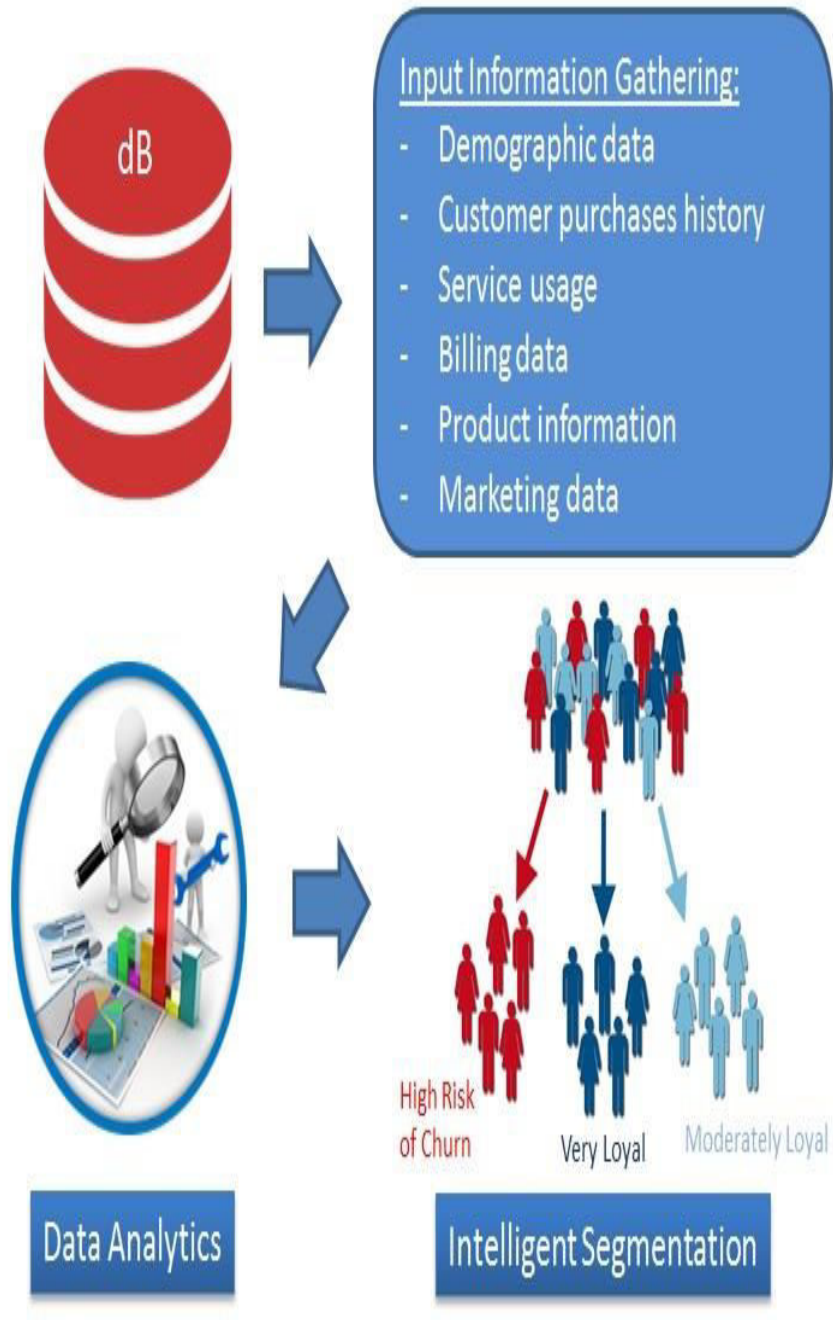 dB
Input Information Gathering:
- Demographic data
- Customer purchases history
- Service usage
- Billing data
- Product information
- Marketing data
High Risk
of Churn
Very Loyal
Moderately Loyal
Data Analytics
Intelligent Segmentation